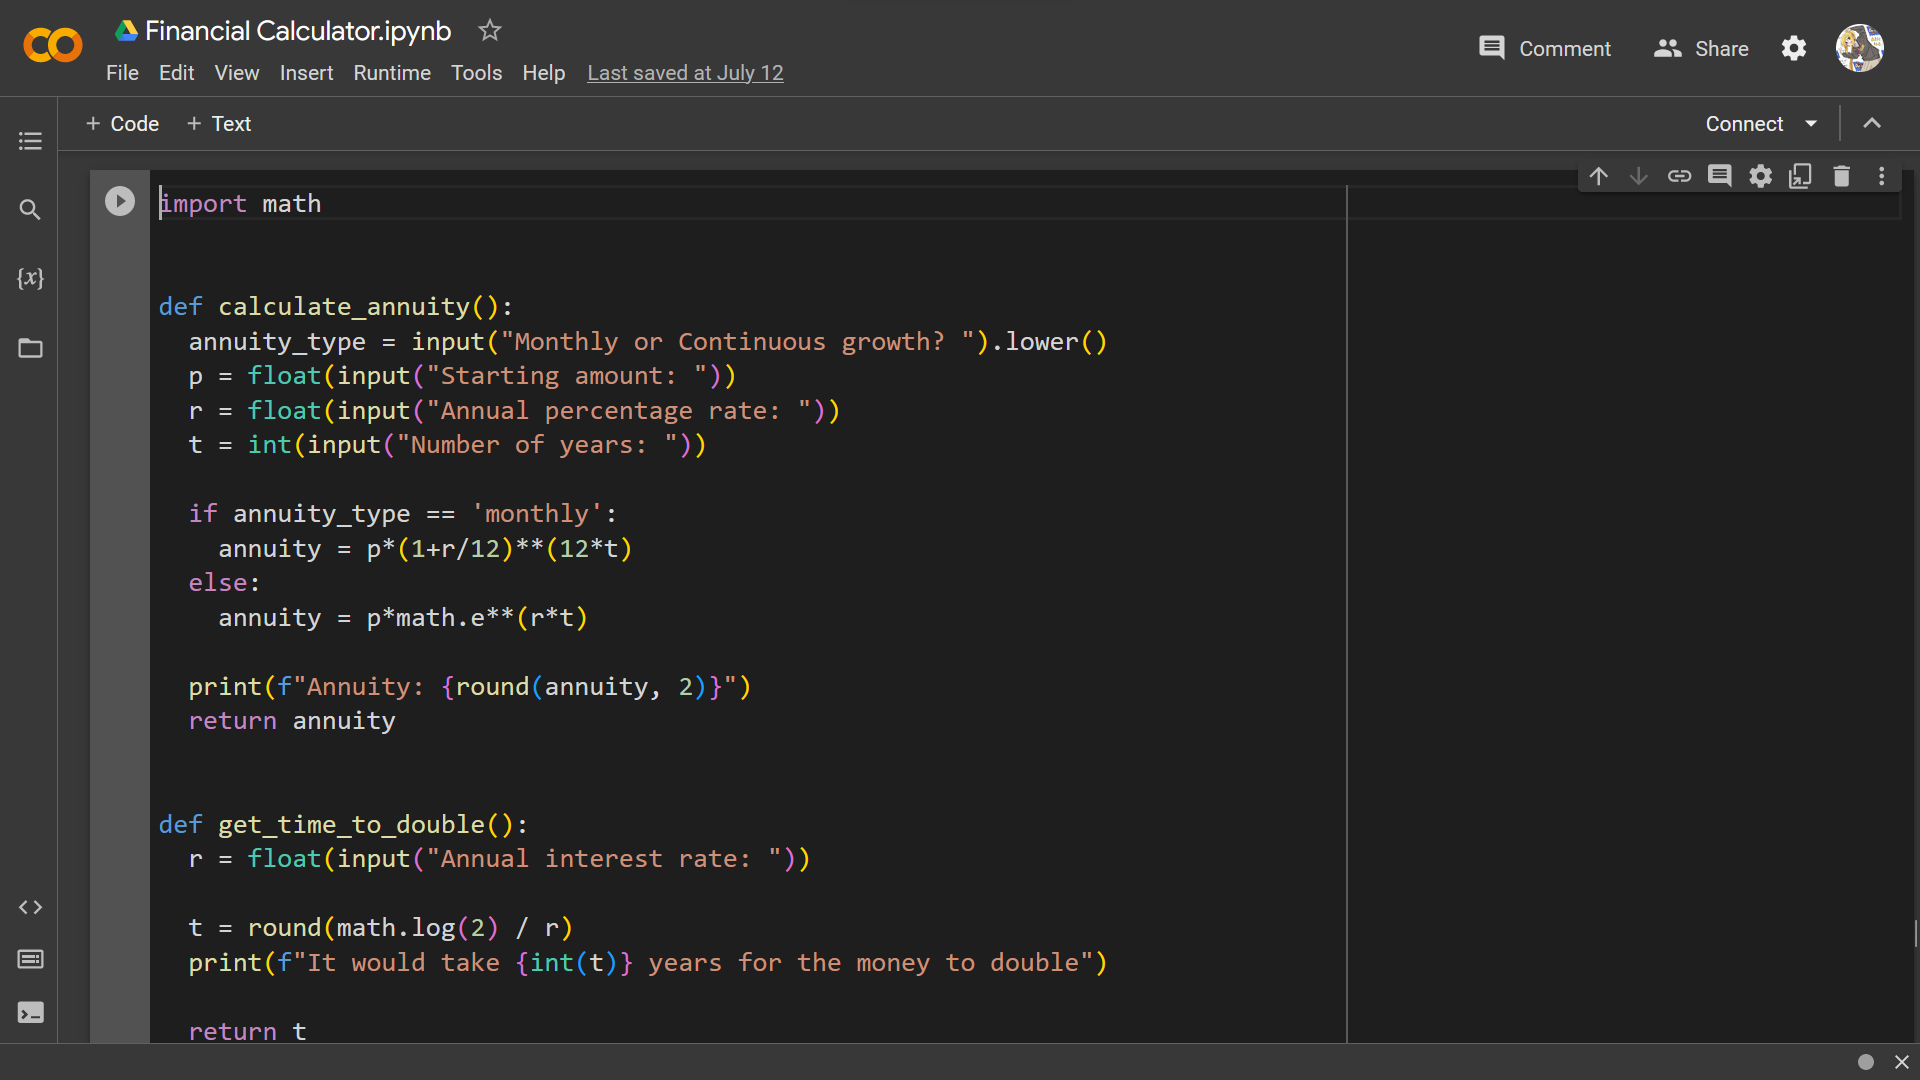 Financial Calculator.ipynb
File Edit View Insert Runtime Tools Help Last saved at July 12
Comment Share
+ Code + Text
Connect
import math
def calculate_annuity():
  annuity_type = input("Monthly or Continuous growth? ").lower()
  p = float(input("Starting amount: "))
  r = float(input("Annual percentage rate: "))
  t = int(input("Number of years: "))
  if annuity_type == 'monthly':
    annuity = p*(1+r/12)**(12*t)
  else:
    annuity = p*math.e**(r*t)
  print(f"Annuity: {round(annuity, 2)}")
  return annuity
def get_time_to_double():
  r = float(input("Annual interest rate: "))
  t = round(math.log(2) / r)
  print(f"It would take {int(t)} years for the money to double")
  return t